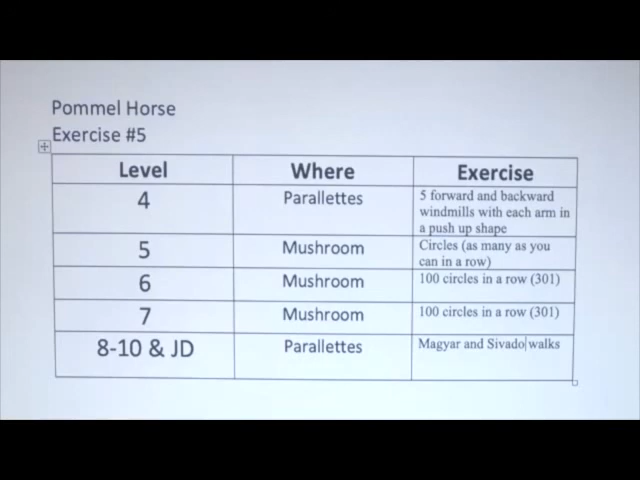 Pommel Horse
Exercise #5
Level Where Exercise
4 Parallettes 5 forward and backward
windmills with each arm in
a push up shape
5 Mushroom Circles (as many as you
can in a row)
6 Mushroom 100 circles in a row (301)
7 Mushroom 100 circles in a row (301)
8-10 & JD Parallettes Magyar and Sivado walks